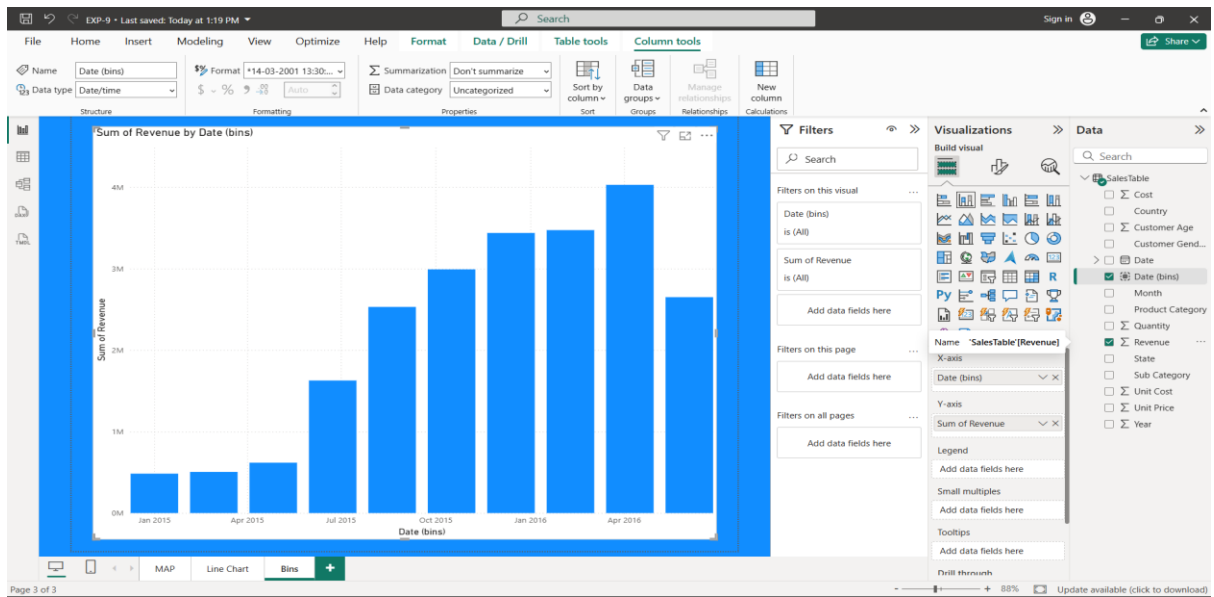 EXP-9 • Last saved: Today at 1:19 PM
Search
Sign in
File Home Insert Modeling View Optimize Help Format Data / Drill Table tools Column tools
Share
Name Date (bins)
Data type Date/time
Structure
$% Format *14-03-2001 13:30:...
$ - % 9 .00 Auto
Formatting
Summarization Don't summarize
Data category Uncategorized
Properties
Sort by column
Sort
Data groups
Groups
Manage relationships
Relationships
New column
Calculations
Sum of Revenue by Date (bins)
4M
3M
2M
1M
0M
Sum of Revenue
Jan 2015 Apr 2015 Jul 2015 Oct 2015 Jan 2016 Apr 2016
Date (bins)
Filters
Search
Filters on this visual ...
Date (bins)
is (All)
Sum of Revenue
is (All)
Add data fields here
Filters on this page ...
Add data fields here
Filters on all pages ...
Add data fields here
Visualizations
Build visual
R
Py
Name 'SalesTable'[Revenue]
X-axis
Date (bins)
Y-axis
Sum of Revenue
Legend
Add data fields here
Small multiples
Add data fields here
Tooltips
Add data fields here
Drill through
Data
Search
SalesTable
Cost
Country
Customer Age
Customer Gend...
Date
Date (bins)
Month
Product Category
Quantity
Revenue ...
State
Sub Category
Unit Cost
Unit Price
Year
MAP Line Chart Bins +
Page 3 of 3
- + 88%
Update available (click to download)